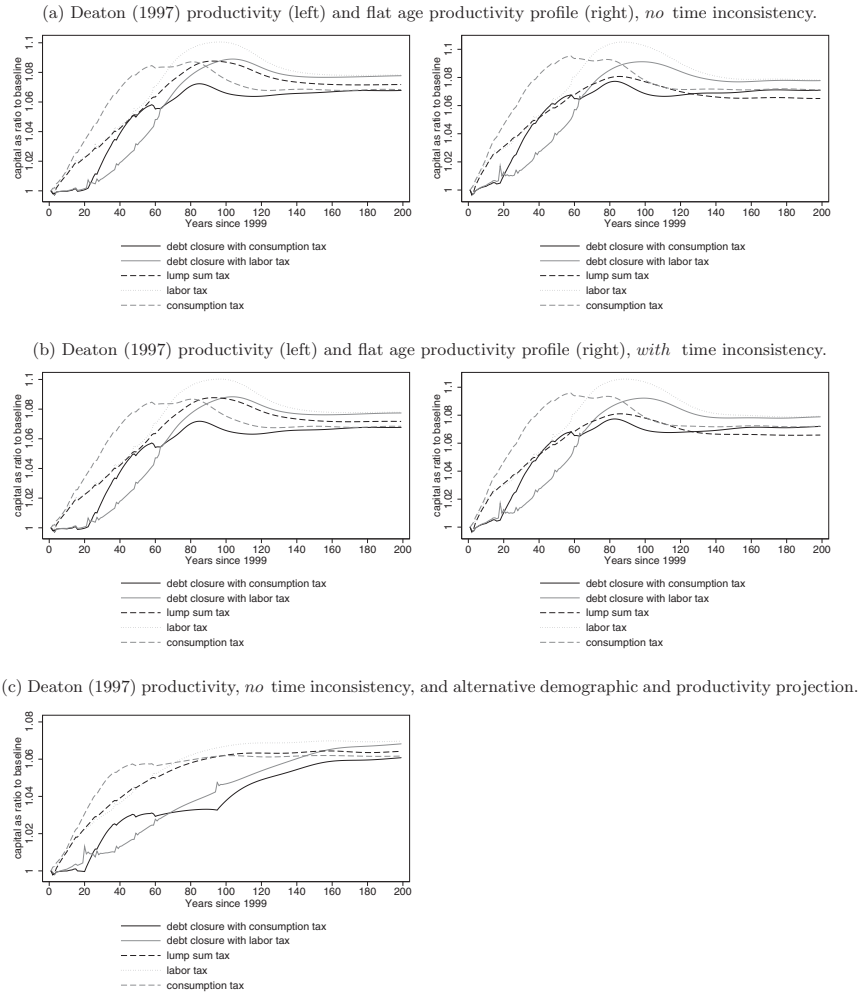 (a) Deaton (1997) productivity (left) and flat age productivity profile (right), no time inconsistency.
capital as ratio to baseline
1 1.02 1.04 1.06 1.08 1.1
0 20 40 60 80 100 120 140 160 180 200
Years since 1999
debt closure with consumption tax
debt closure with labor tax
lump sum tax
labor tax
consumption tax
capital as ratio to baseline
1 1.02 1.04 1.06 1.08 1.1
0 20 40 60 80 100 120 140 160 180 200
Years since 1999
debt closure with consumption tax
debt closure with labor tax
lump sum tax
labor tax
consumption tax
(b) Deaton (1997) productivity (left) and flat age productivity profile (right), with time inconsistency.
capital as ratio to baseline
1 1.02 1.04 1.06 1.08 1.1
0 20 40 60 80 100 120 140 160 180 200
Years since 1999
debt closure with consumption tax
debt closure with labor tax
lump sum tax
labor tax
consumption tax
capital as ratio to baseline
1 1.02 1.04 1.06 1.08 1.1
0 20 40 60 80 100 120 140 160 180 200
Years since 1999
debt closure with consumption tax
debt closure with labor tax
lump sum tax
labor tax
consumption tax
(c) Deaton (1997) productivity, no time inconsistency, and alternative demographic and productivity projection.
capital as ratio to baseline
1 1.02 1.04 1.06 1.08
0 20 40 60 80 100 120 140 160 180 200
Years since 1999
debt closure with consumption tax
debt closure with labor tax
lump sum tax
labor tax
consumption tax